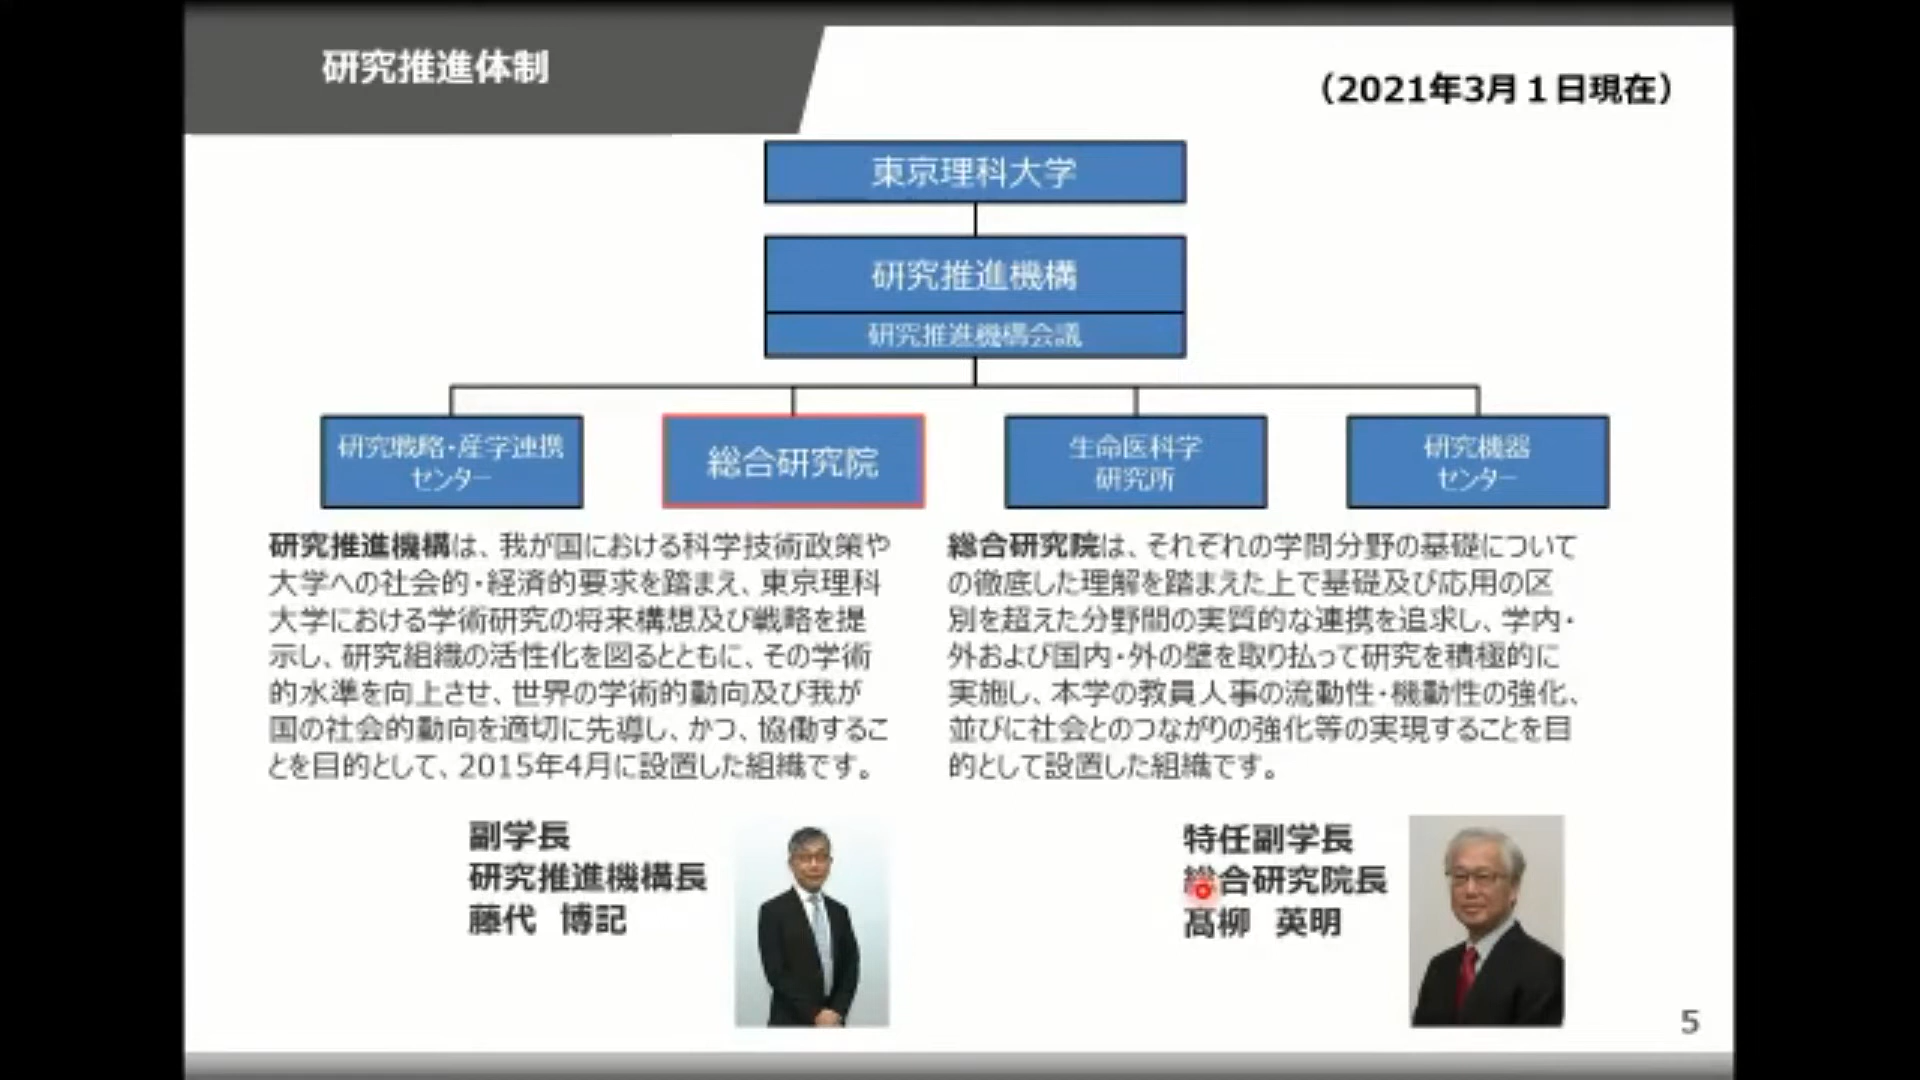 研究推進体制
（2021年3月１日現在）
東京理科大学
研究推進機構
研究推進機構会議
研究戦略・産学連携
センター
総合研究院
生命医科学
研究所
研究機器
センター
研究推進機構は、我が国における科学技術政策や
大学への社会的・経済的要求を踏まえ、東京理科
大学における学術研究の将来構想及び戦略を提
示し、研究組織の活性化を図るとともに、その学術
的水準を向上させ、世界の学術的動向及び我が
国の社会的動向を適切に先導し、かつ、協働するこ
とを目的として、2015年4月に設置した組織です。
総合研究院は、それぞれの学問分野の基礎について
の徹底した理解を踏まえた上で基礎及び応用の区
別を超えた分野間の実質的な連携を追求し、学内・
外および国内・外の壁を取り払って研究を積極的に
実施し、本学の教員人事の流動性・機動性の強化、
並びに社会とのつながりの強化等の実現することを目
的として設置した組織です。
副学長
研究推進機構長
藤代 博記
特任副学長
総合研究院長
髙柳 英明
5